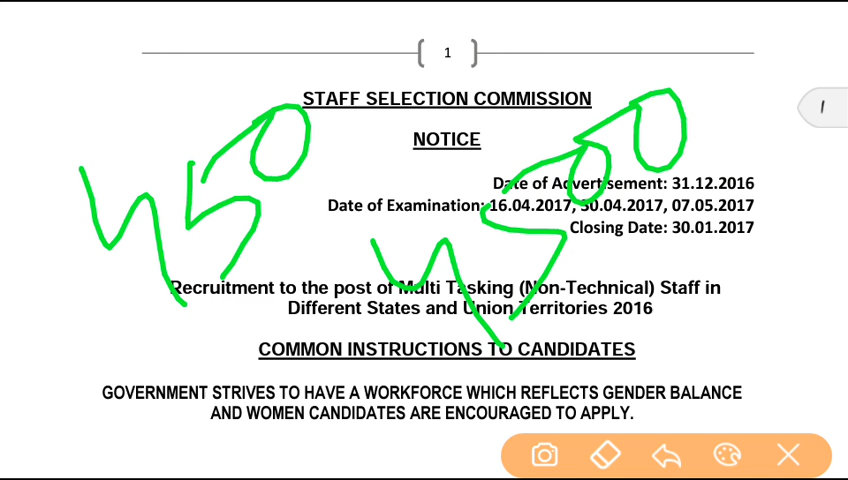 1
STAFF SELECTION COMMISSION
1
NOTICE
Date of Advertisement: 31.12.2016
Date of Examination: 16.04.2017, 30.04.2017, 07.05.2017
Closing Date: 30.01.2017
450
4500
Recruitment to the post of Multi Tasking (Non-Technical) Staff in
Different States and Union Territories 2016
COMMON INSTRUCTIONS TO CANDIDATES
GOVERNMENT STRIVES TO HAVE A WORKFORCE WHICH REFLECTS GENDER BALANCE
AND WOMEN CANDIDATES ARE ENCOURAGED TO APPLY.